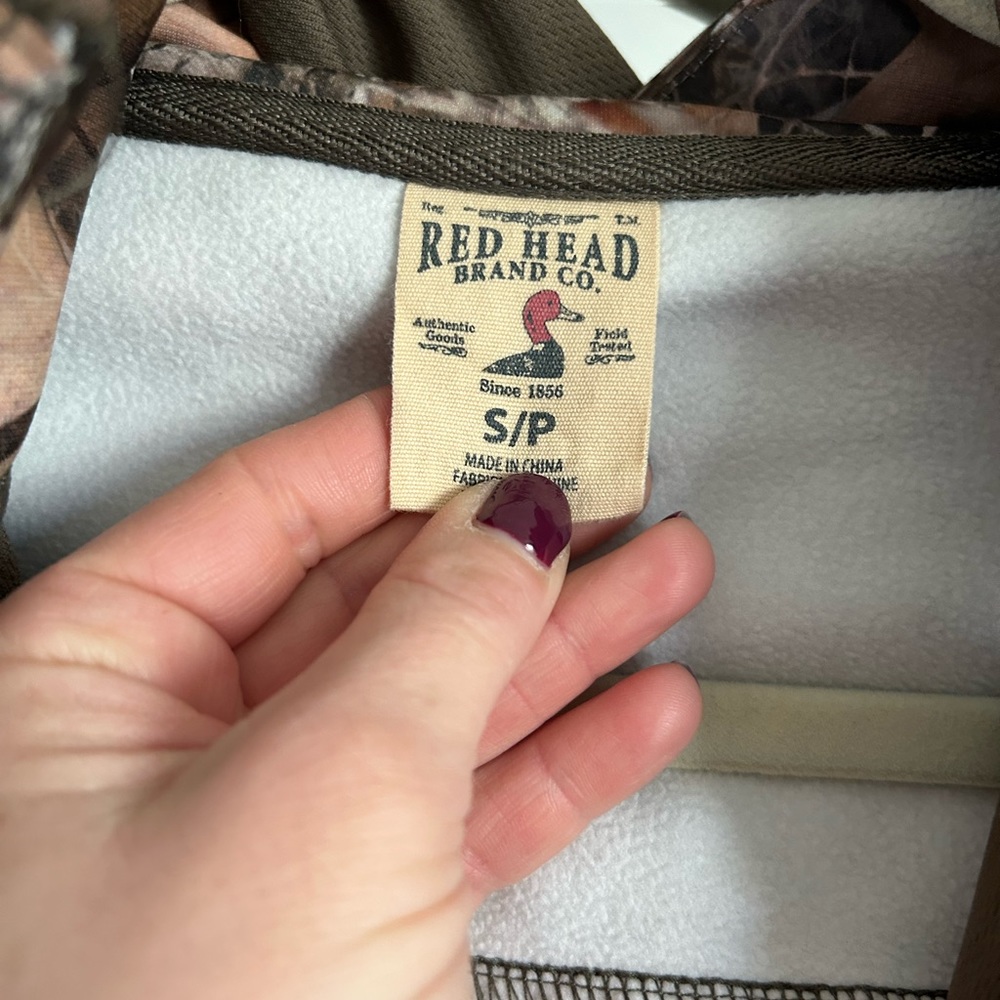 Reg T.M
RED HEAD
BRAND CO.
Authentic Goods
Field Tested
Since 1856
S/P
MADE IN CHINA